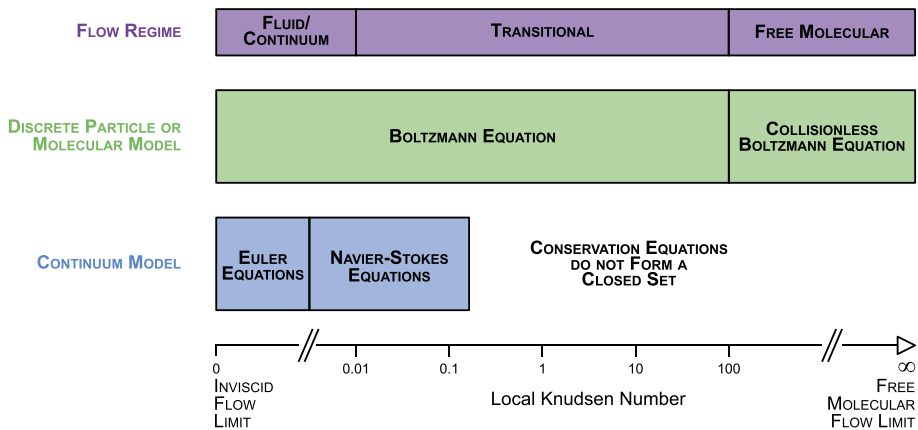 FLOW REGIME
FLUID/
CONTINUUM
TRANSITIONAL
FREE MOLECULAR
DISCRETE PARTICLE OR
MOLECULAR MODEL
BOLTZMANN EQUATION
COLLISIONLESS
BOLTZMANN EQUATION
CONTINUUM MODEL
EULER
EQUATIONS
NAVIER-STOKES
EQUATIONS
CONSERVATION EQUATIONS
DO NOT FORM A
CLOSED SET
0
0.01
0.1
1
10
100
∞
INVISCID
FLOW
LIMIT
Local Knudsen Number
FREE
MOLECULAR
FLOW LIMIT